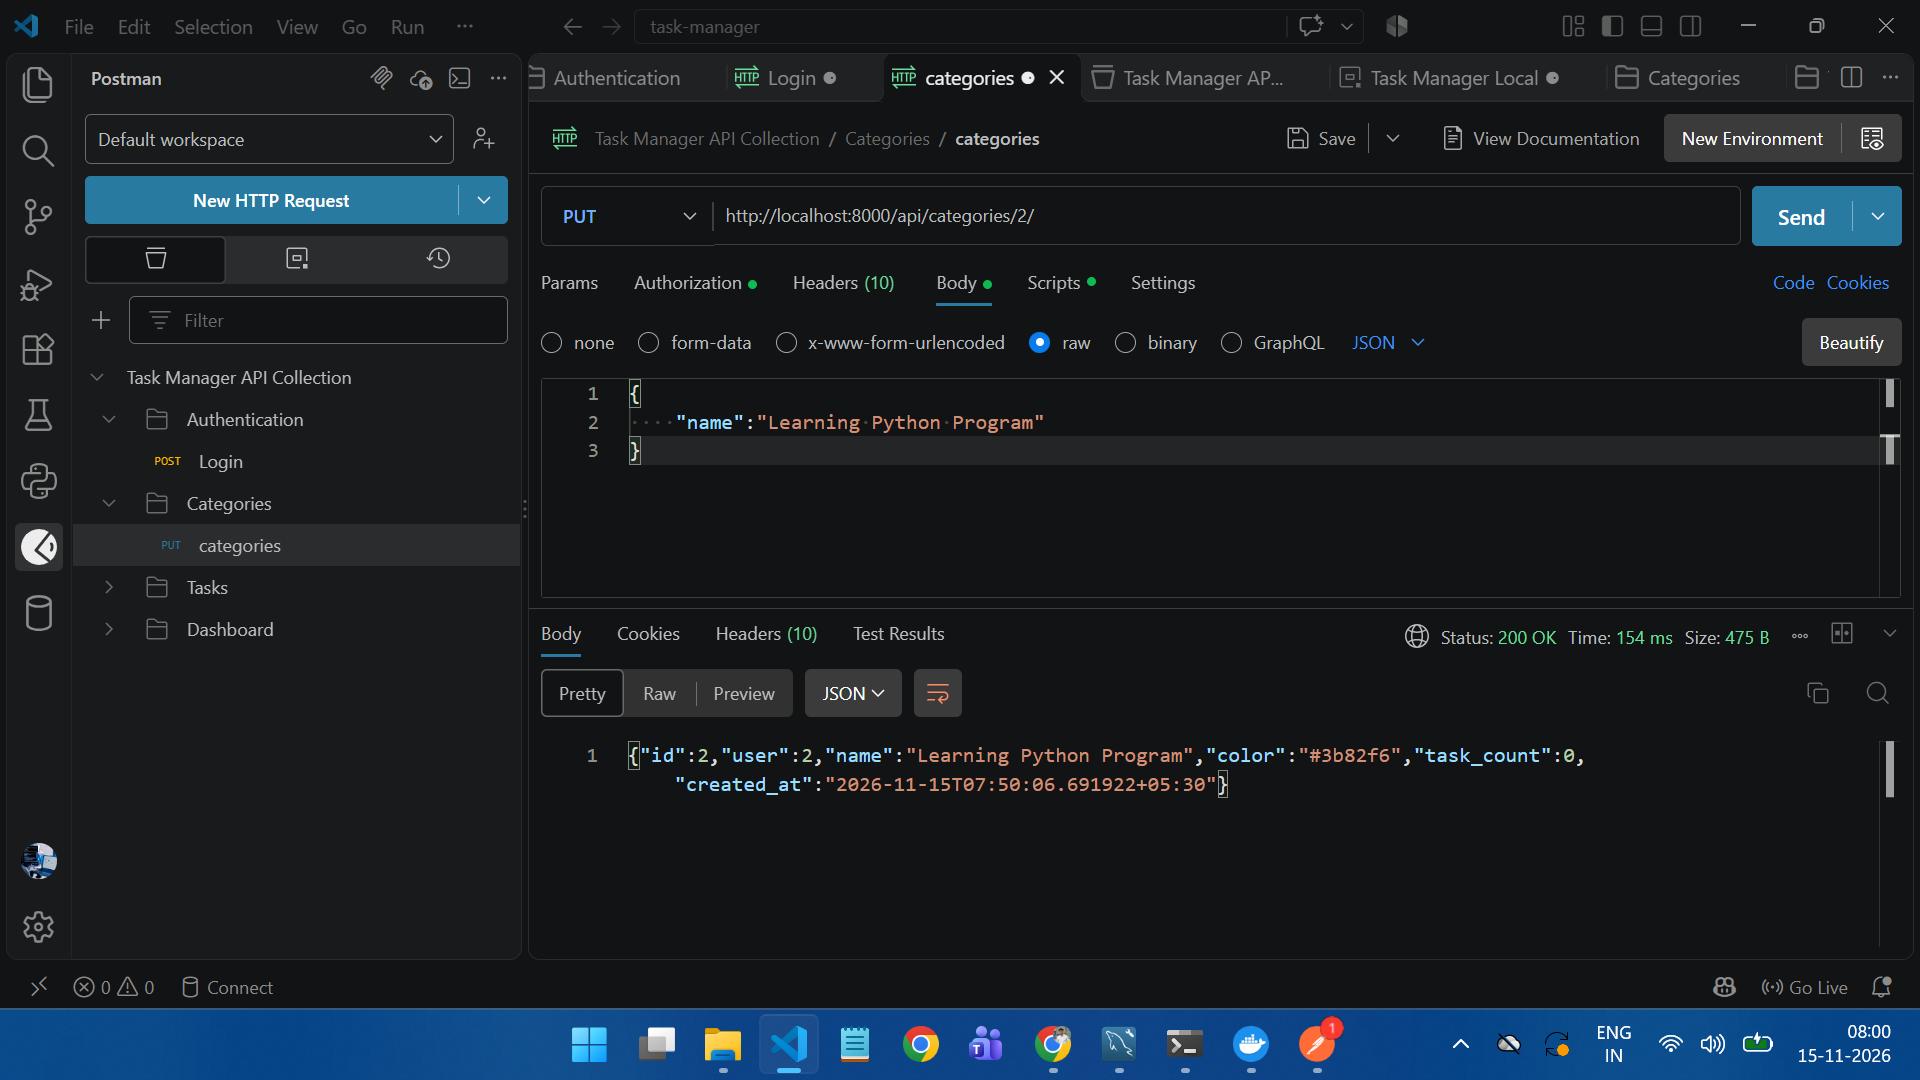 File Edit Selection View Go Run ··· task-manager
Postman
Default workspace
New HTTP Request
Filter
Task Manager API Collection
Authentication
POST Login
Categories
PUT categories
Tasks
Dashboard
Authentication Login categories Task Manager AP... Task Manager Local Categories
HTTP Task Manager API Collection / Categories / categories Save View Documentation New Environment
PUT http://localhost:8000/api/categories/2/ Send
Params Authorization Headers (10) Body Scripts Settings Code Cookies
none form-data x-www-form-urlencoded raw binary GraphQL JSON Beautify
1 {
2 "name":"Learning Python Program"
3 }
Body Cookies Headers (10) Test Results Status: 200 OK Time: 154 ms Size: 475 B
Pretty Raw Preview JSON
1 {"id":2,"user":2,"name":"Learning Python Program","color":"#3b82f6","task_count":0,
"created_at":"2026-11-15T07:50:06.691922+05:30"}
0 0 Connect Go Live
1 ENG 08:00
IN 15-11-2026